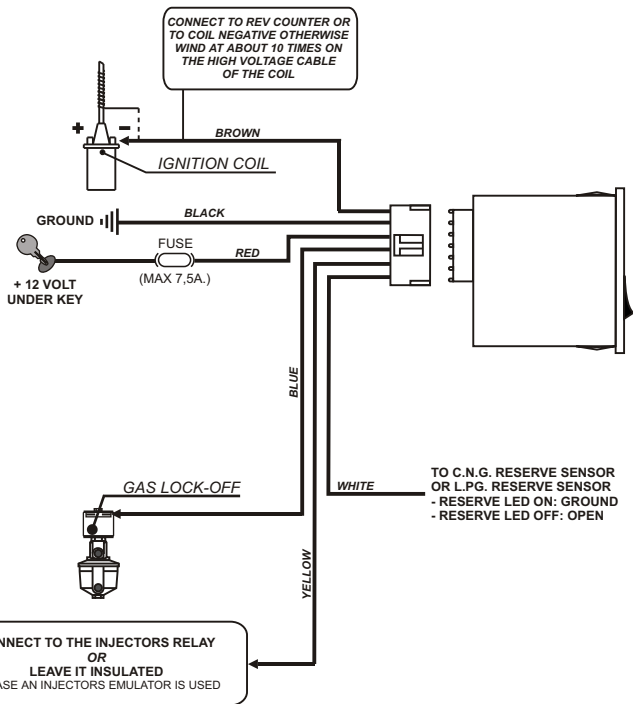 CONNECT TO REV COUNTER OR
TO COIL NEGATIVE OTHERWISE
WIND AT ABOUT 10 TIMES ON
THE HIGH VOLTAGE CABLE
OF THE COIL
+ -
BROWN
IGNITION COIL
GROUND
BLACK
FUSE
RED
(MAX 7,5A.)
+ 12 VOLT
UNDER KEY
BLUE
GAS LOCK-OFF
WHITE
TO C.N.G. RESERVE SENSOR
OR L.PG. RESERVE SENSOR
- RESERVE LED ON: GROUND
- RESERVE LED OFF: OPEN
YELLOW
NNECT TO THE INJECTORS RELAY
OR
LEAVE IT INSULATED
ASE AN INJECTORS EMULATOR IS USED